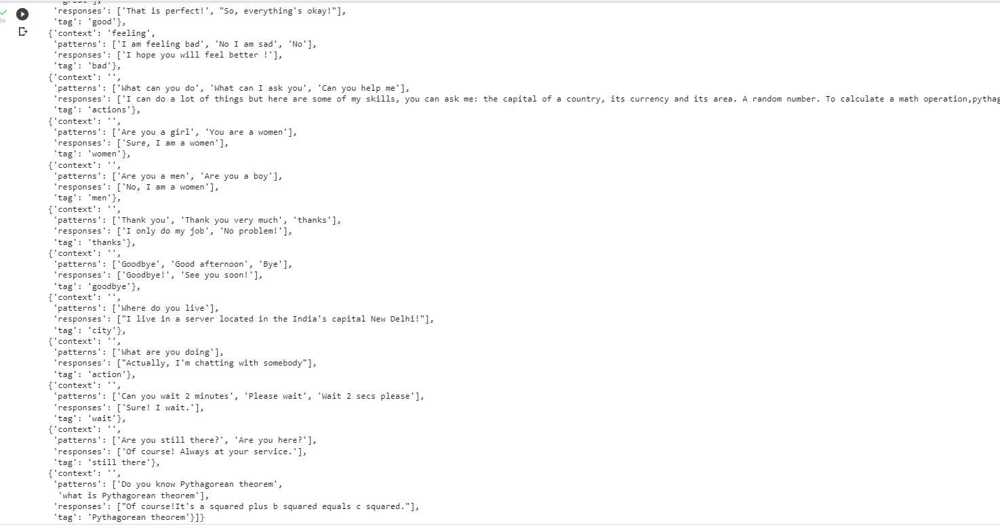 'responses': ['That is perfect!', "So, everything's okay!"],
'tag': 'good'},
{'context': 'feeling',
'patterns': ['I am feeling bad', 'No I am sad', 'No'],
'responses': ['I hope you will feel better !'],
'tag': 'bad'},
{'context': '',
'patterns': ['What can you do', 'What can I ask you', 'Can you help me'],
'responses': ['I can do a lot of things but here are some of my skills, you can ask me: the capital of a country, its currency and its area. A random number. To calculate a math operation,pythag
'tag': 'actions'},
{'context': '',
'patterns': ['Are you a girl', 'You are a women'],
'responses': ['Sure, I am a women'],
'tag': 'women'},
{'context': '',
'patterns': ['Are you a men', 'Are you a boy'],
'responses': ['No, I am a women'],
'tag': 'men'},
{'context': '',
'patterns': ['Thank you', 'Thank you very much', 'thanks'],
'responses': ['I only do my job', 'No problem!'],
'tag': 'thanks'},
{'context': '',
'patterns': ['Goodbye', 'Good afternoon', 'Bye'],
'responses': ['Goodbye!', 'See you soon!'],
'tag': 'goodbye'},
{'context': '',
'patterns': ['Where do you live'],
'responses': ["I live in a server located in the India's capital New Delhi!"],
'tag': 'city'},
{'context': '',
'patterns': ['What are you doing'],
'responses': ["Actually, I'm chatting with somebody"],
'tag': 'action'},
{'context': '',
'patterns': ['Can you wait 2 minutes', 'Please wait', 'Wait 2 secs please'],
'responses': ['Sure! I wait.'],
'tag': 'wait'},
{'context': '',
'patterns': ['Are you still there?', 'Are you here?'],
'responses': ['Of course! Always at your service.'],
'tag': 'still there'},
{'context': '',
'patterns': ['Do you know Pythagorean theorem',
'what is Pythagorean theorem'],
'responses': ["Of course!It's a squared plus b squared equals c squared."],
'tag': 'Pythagorean theorem'}]}